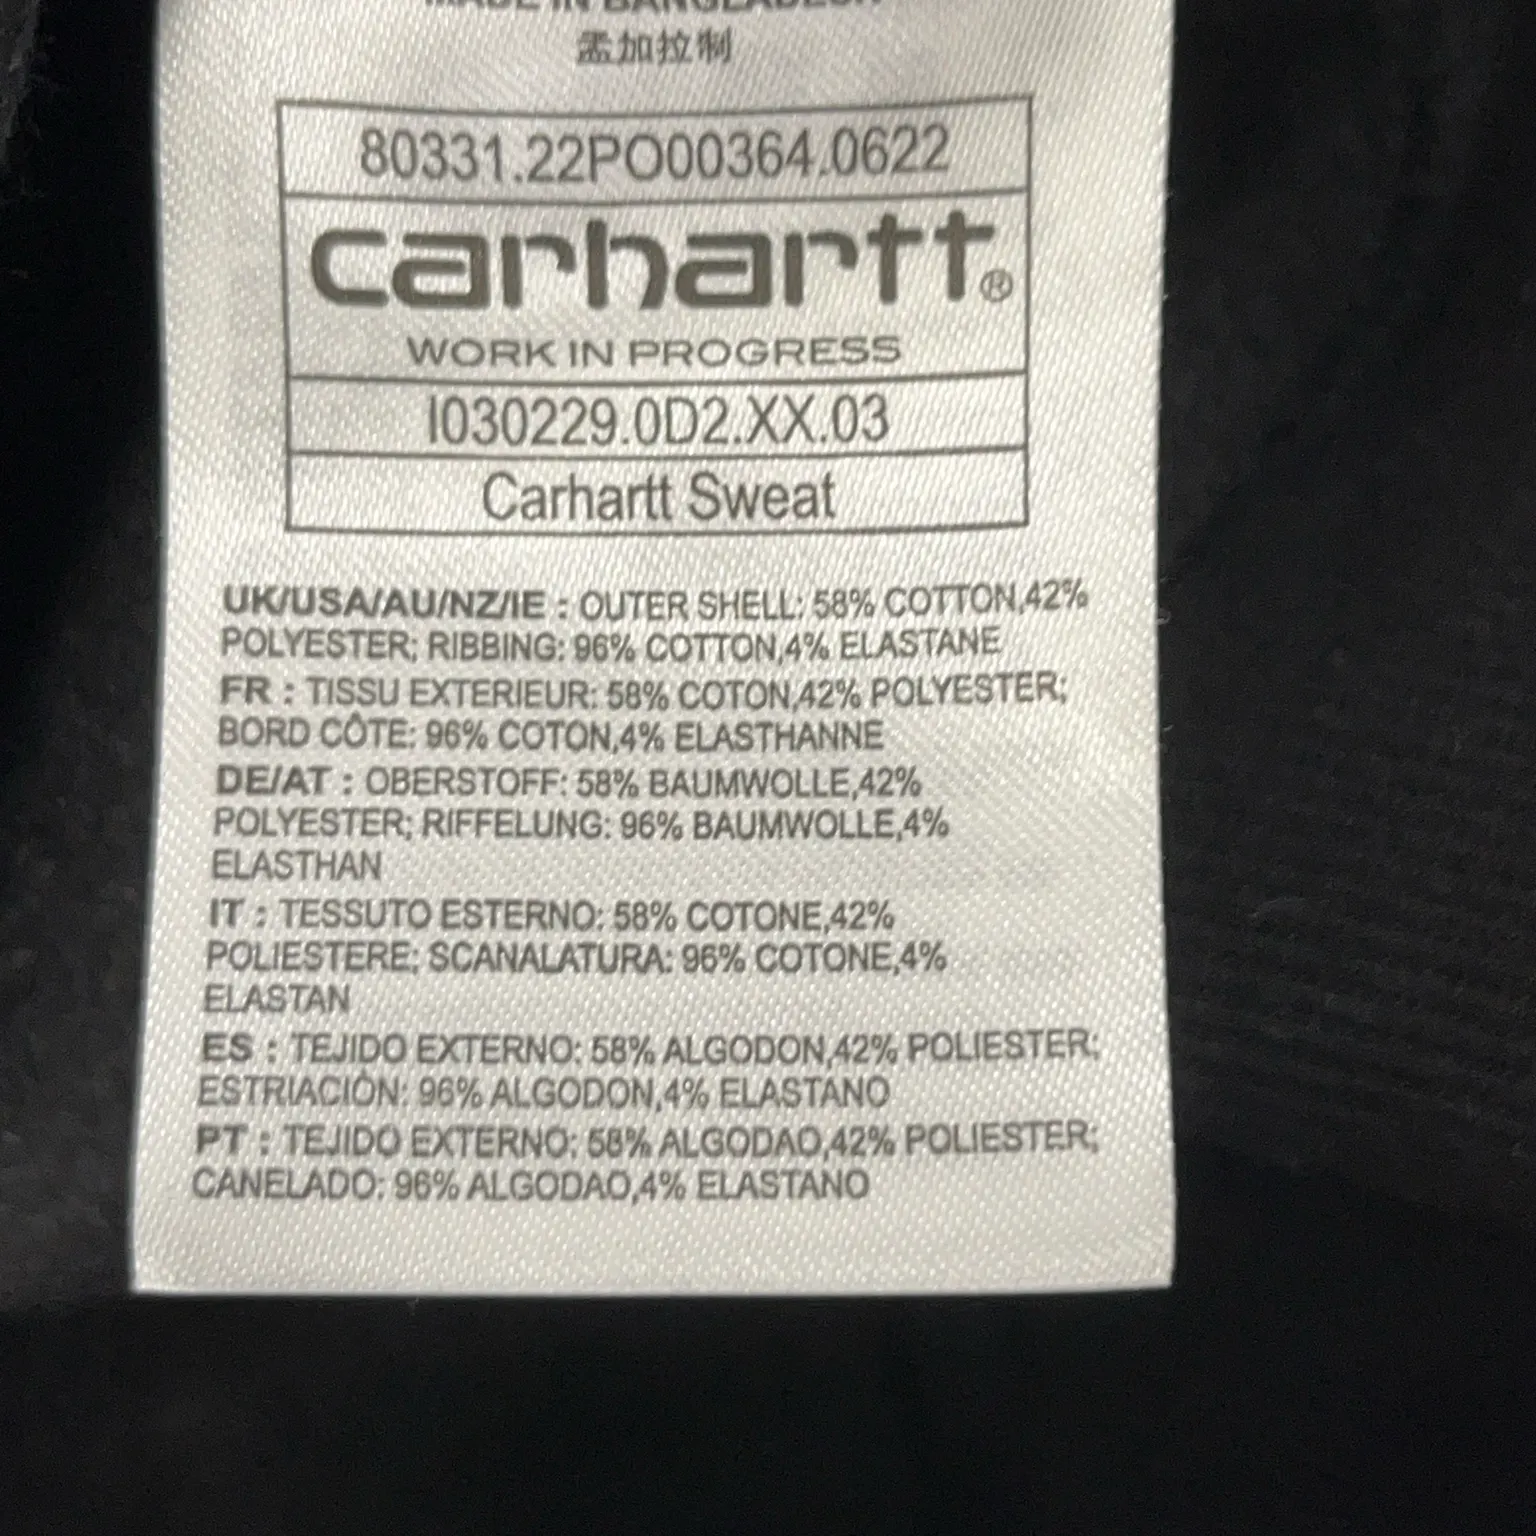 MADE IN BANGLADESH
孟加拉制
80331.22PO00364.0622
carhartt®
WORK IN PROGRESS
I030229.0D2.XX.03
Carhartt Sweat
UK/USA/AU/NZ/IE : OUTER SHELL: 58% COTTON,42%
POLYESTER; RIBBING: 96% COTTON,4% ELASTANE
FR : TISSU EXTERIEUR: 58% COTON,42% POLYESTER;
BORD CÔTE: 96% COTON,4% ELASTHANNE
DE/AT : OBERSTOFF: 58% BAUMWOLLE,42%
POLYESTER; RIFFELUNG: 96% BAUMWOLLE,4%
ELASTHAN
IT : TESSUTO ESTERNO: 58% COTONE,42%
POLIESTERE; SCANALATURA: 96% COTONE,4%
ELASTAN
ES : TEJIDO EXTERNO: 58% ALGODON,42% POLIESTER;
ESTRIACIÒN: 96% ALGODON,4% ELASTANO
PT : TEJIDO EXTERNO: 58% ALGODAO,42% POLIESTER;
CANELADO: 96% ALGODAO,4% ELASTANO